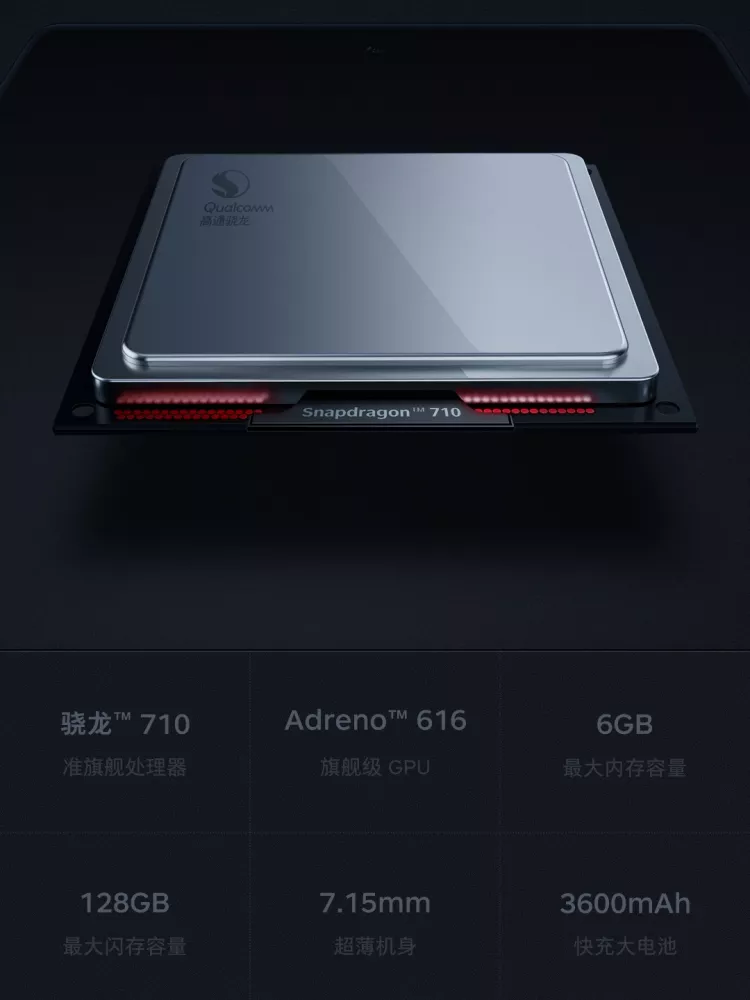 Qualcomm
高通骁龙
Snapdragon™ 710
骁龙™ 710
Adreno™ 616
6GB
准旗舰处理器
旗舰级 GPU
最大内存容量
128GB
7.15mm
3600mAh
最大闪存容量
超薄机身
快充大电池